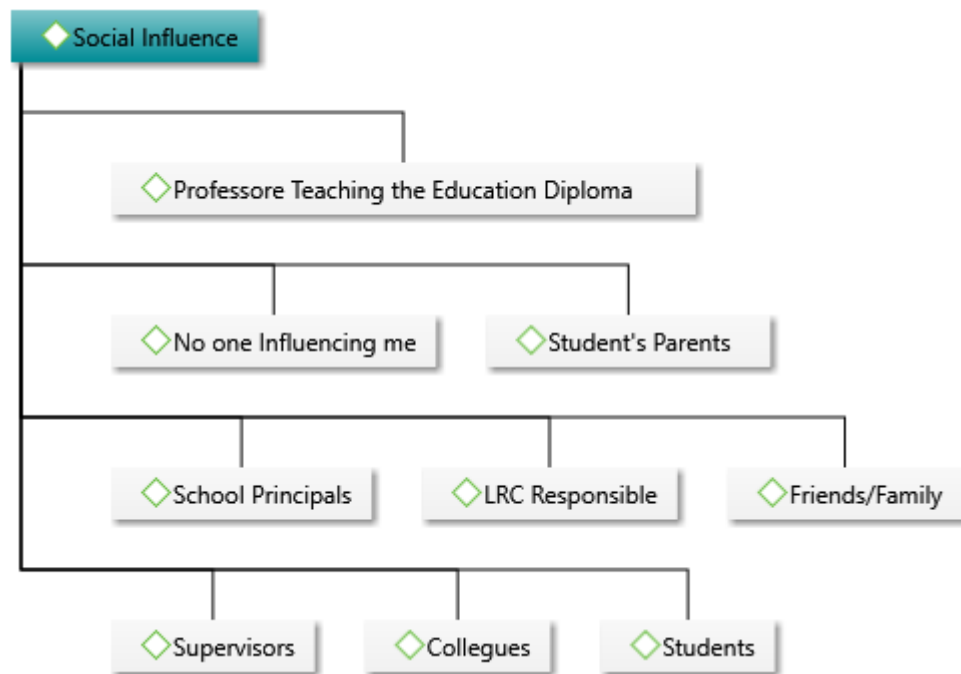 Social Influence
Professore Teaching the Education Diploma
No one Influencing me
Student's Parents
School Principals
LRC Responsible
Friends/Family
Supervisors
Collegues
Students